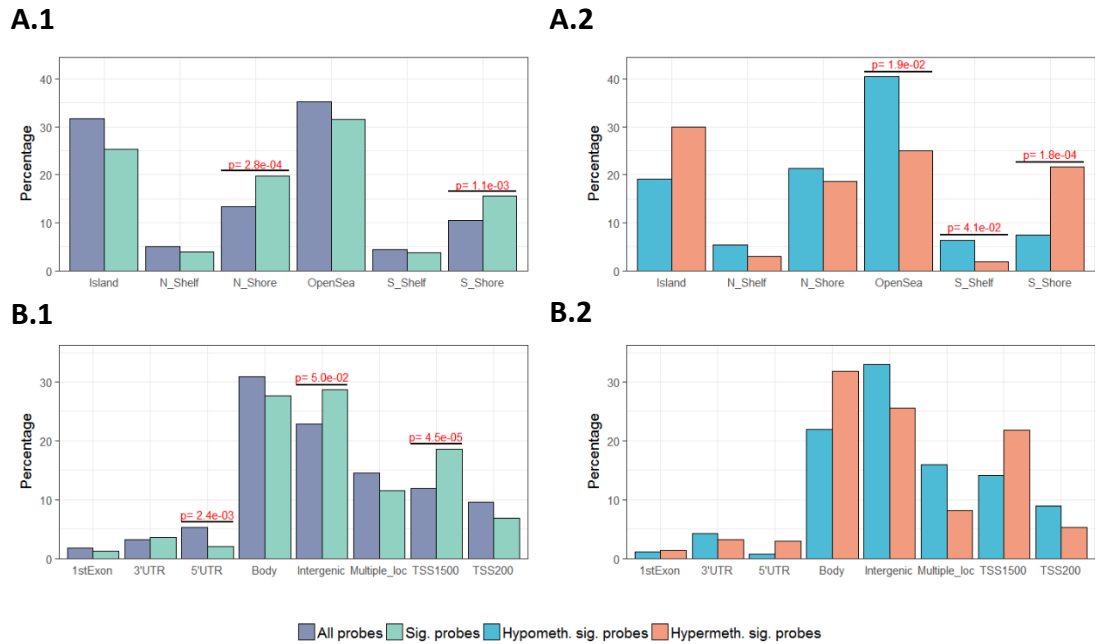 A.1
A.2
Percentage
40
30
20
10
0
p= 2.8e-04
p= 1.1e-03
Island N_Shelf N_Shore OpenSea S_Shelf S_Shore
Percentage
40
30
20
10
0
p= 1.9e-02
p= 4.1e-02
p= 1.8e-04
Island N_Shelf N_Shore OpenSea S_Shelf S_Shore
B.1
B.2
Percentage
30
20
10
0
p= 2.4e-03
p= 5.0e-02
p= 4.5e-05
1stExon 3'UTR 5'UTR Body Intergenic Multiple_loc TSS1500 TSS200
Percentage
30
20
10
0
1stExon 3'UTR 5'UTR Body Intergenic Multiple_loc TSS1500 TSS200
All probes Sig. probes Hypometh. sig. probes Hypermeth. sig. probes